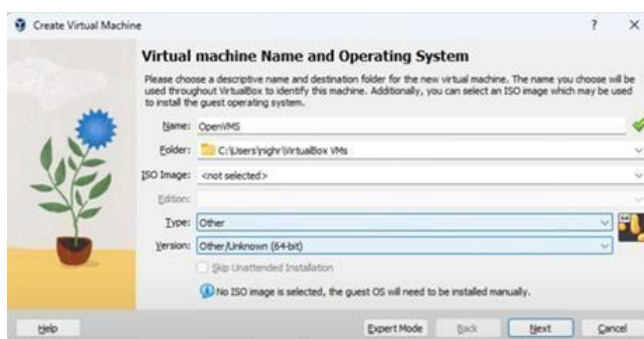 Create Virtual Machine
? ×
Virtual machine Name and Operating System
Please choose a descriptive name and destination folder for the new virtual machine. The name you choose will be
used throughout VirtualBox to identify this machine. Additionally, you can select an ISO image which may be used
to install the guest operating system.
Name: OpenVMS
Folder: C:\Users\nighr\VirtualBox VMs
ISO Image: <not selected>
Edition:
Type: Other
64
Version: Other/Unknown (64-bit)
Skip Unattended Installation
No ISO image is selected, the guest OS will need to be installed manually.
Help Expert Mode Back Next Cancel